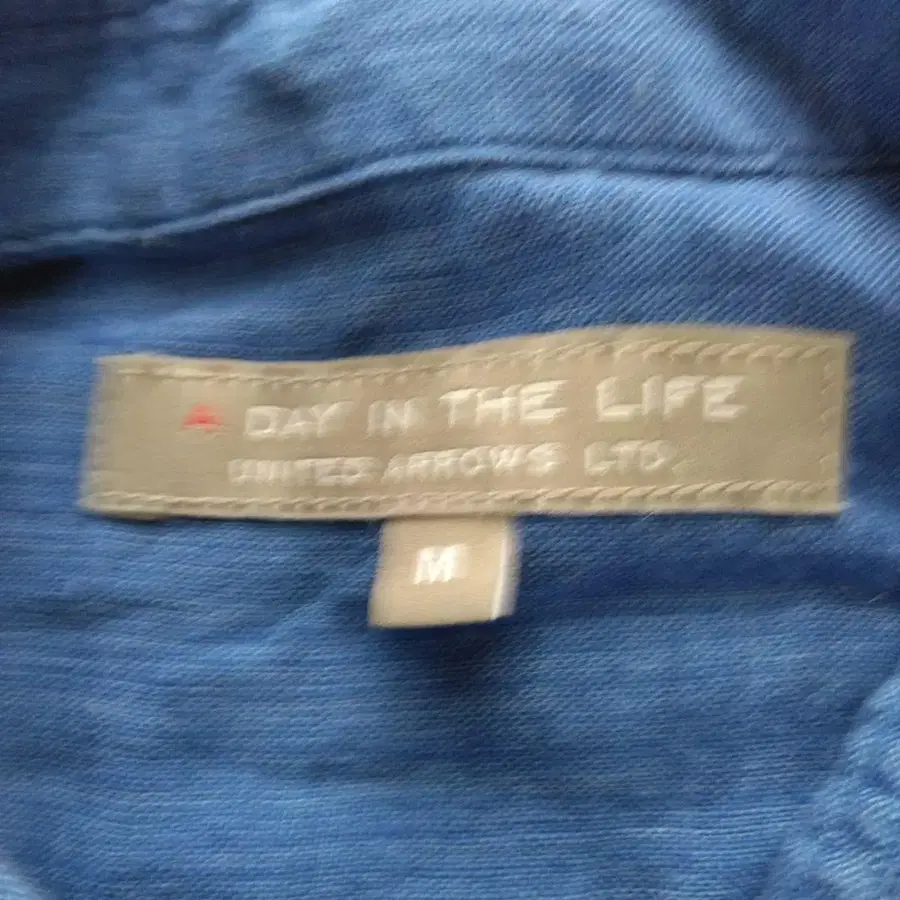 A DAY IN THE LIFE
UNITED ARROWS LTD.
M